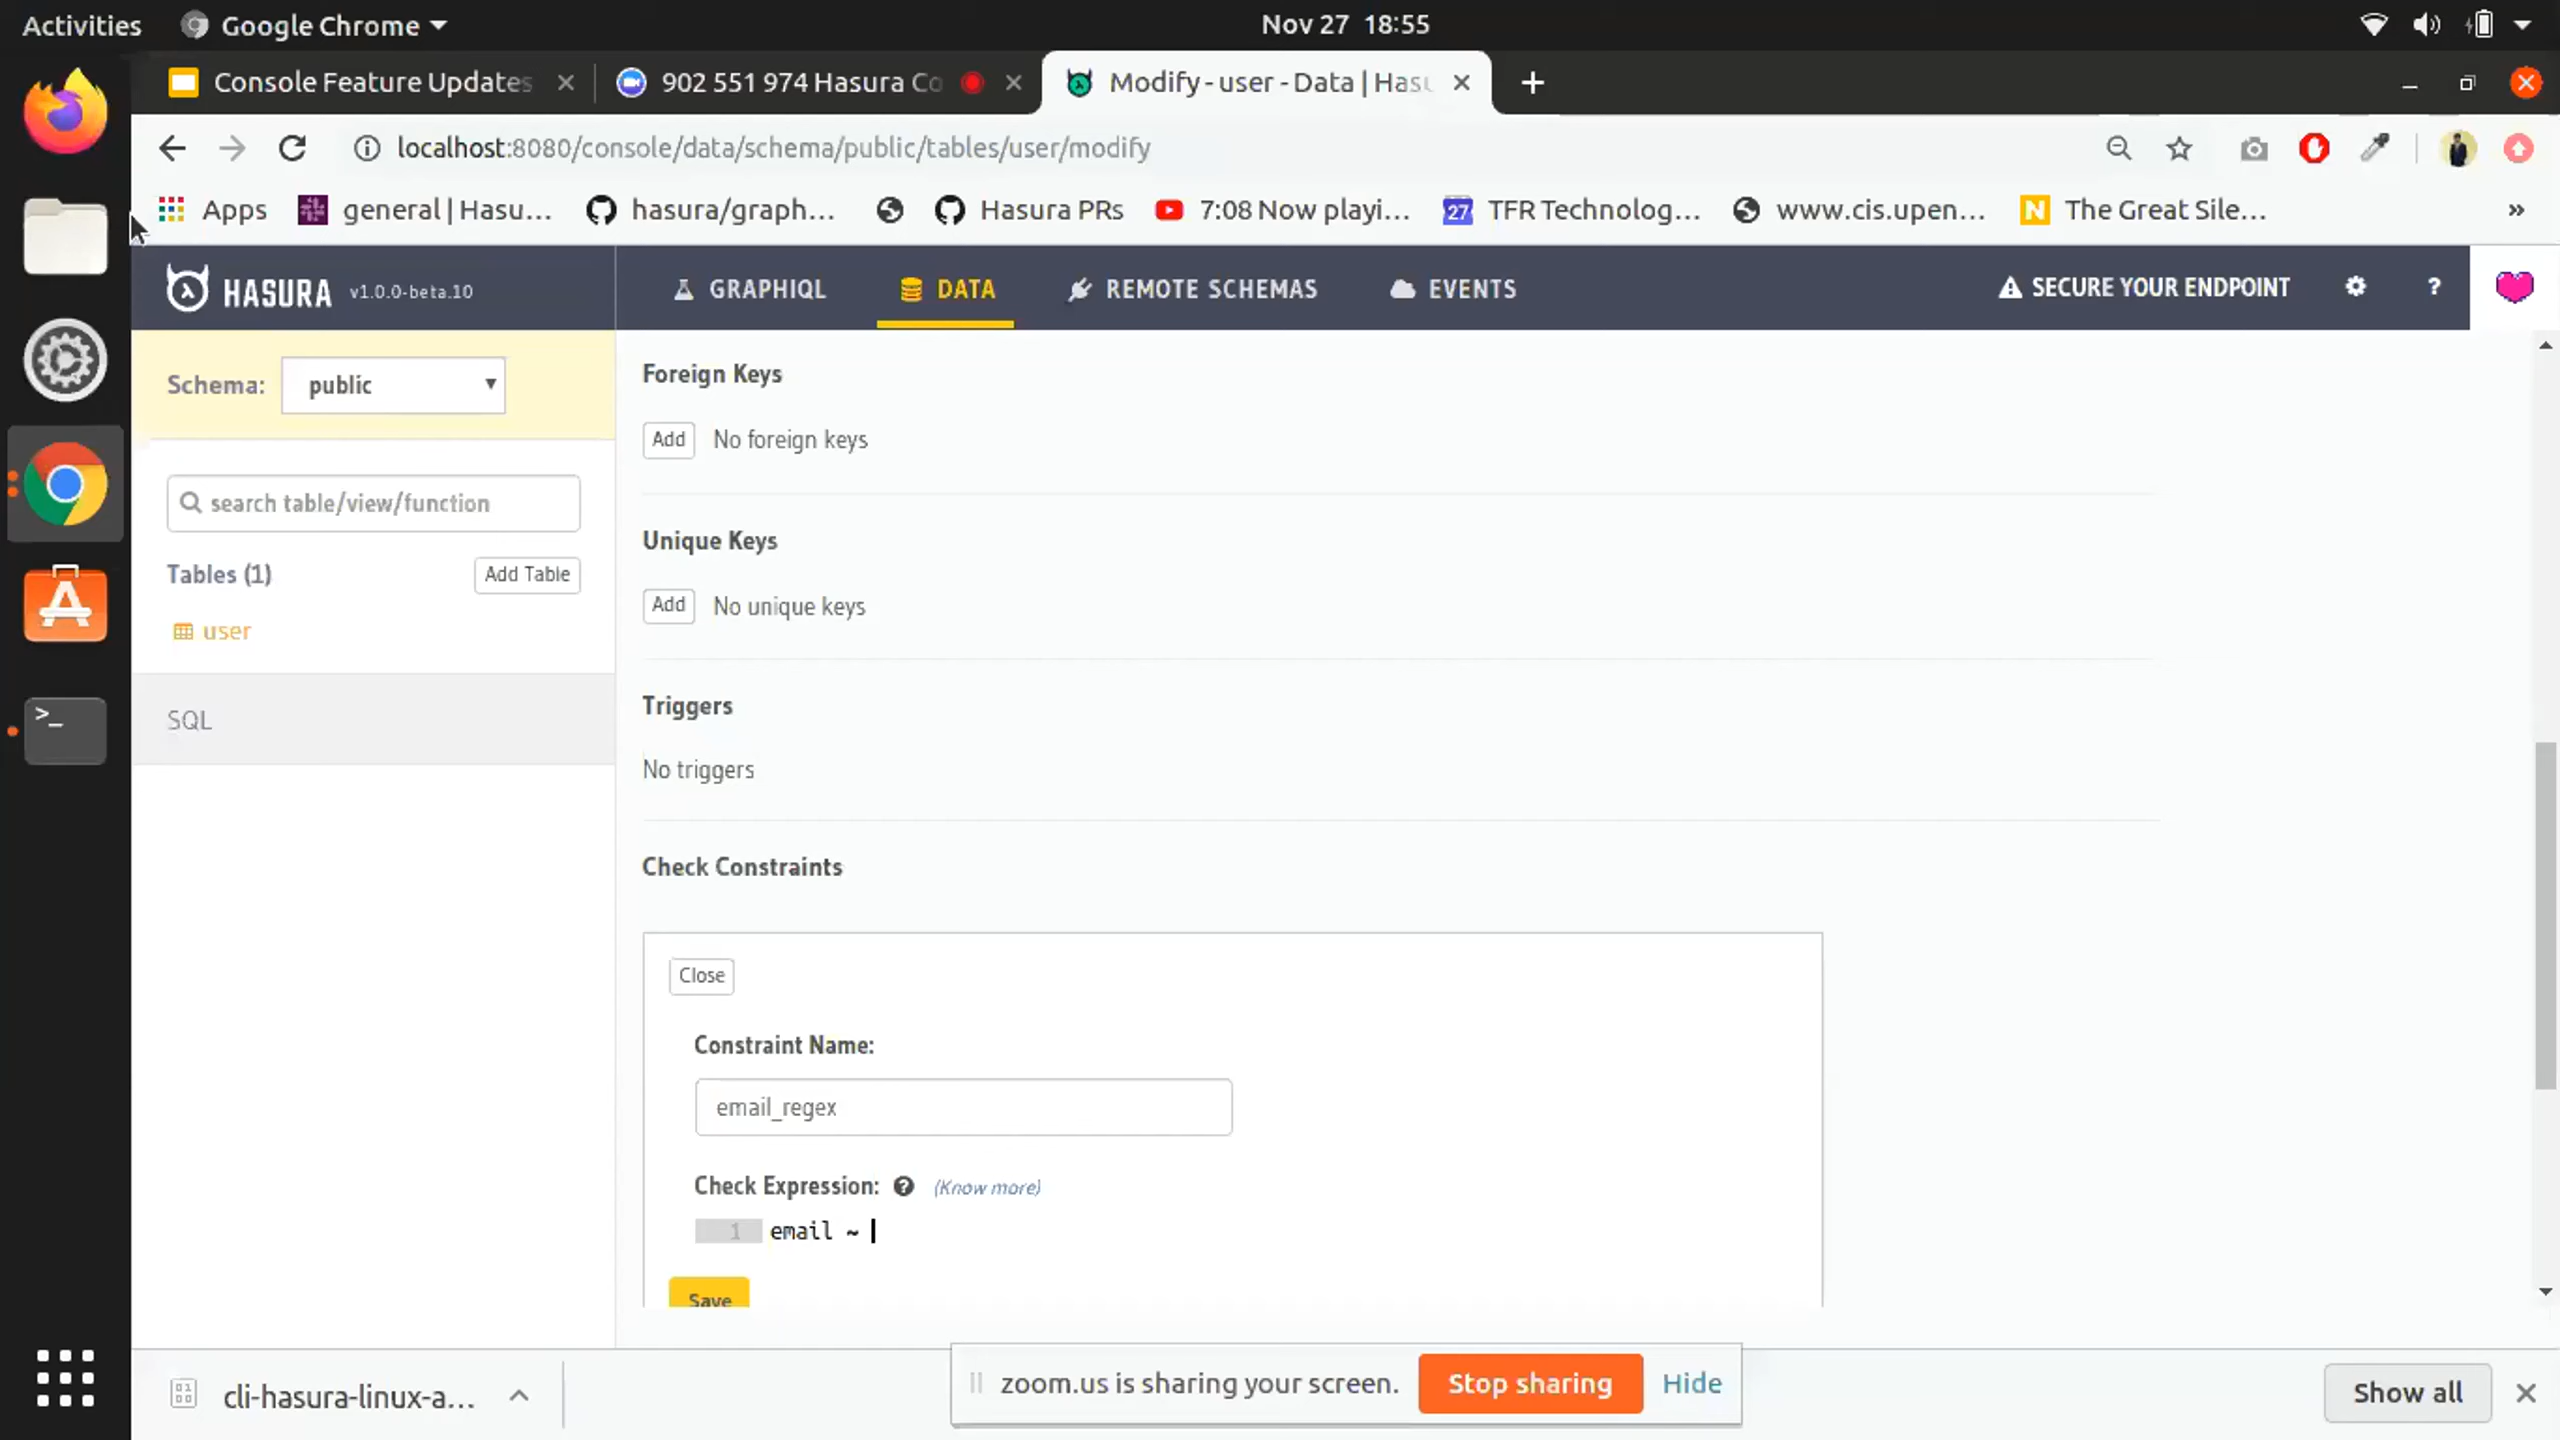 Activities
Google Chrome
Nov 27 18:55
Console Feature Updates
902 551 974 Hasura Co
Modify - user - Data | Hasu
localhost:8080/console/data/schema/public/tables/user/modify
Apps
general | Hasu...
hasura/graph...
Hasura PRs
7:08 Now playi...
27
TFR Technolog...
www.cis.upen...
N
The Great Sile...
»
HASURA
v1.0.0-beta.10
GRAPHIQL
DATA
REMOTE SCHEMAS
EVENTS
SECURE YOUR ENDPOINT
?
Schema:
public
search table/view/function
Tables (1)
Add Table
user
SQL
Foreign Keys
Add
No foreign keys
Unique Keys
Add
No unique keys
Triggers
No triggers
Check Constraints
Close
Constraint Name:
email_regex
Check Expression:
?
(Know more)
1
email ~
Save
>_
cli-hasura-linux-a...
zoom.us is sharing your screen.
Stop sharing
Hide
Show all